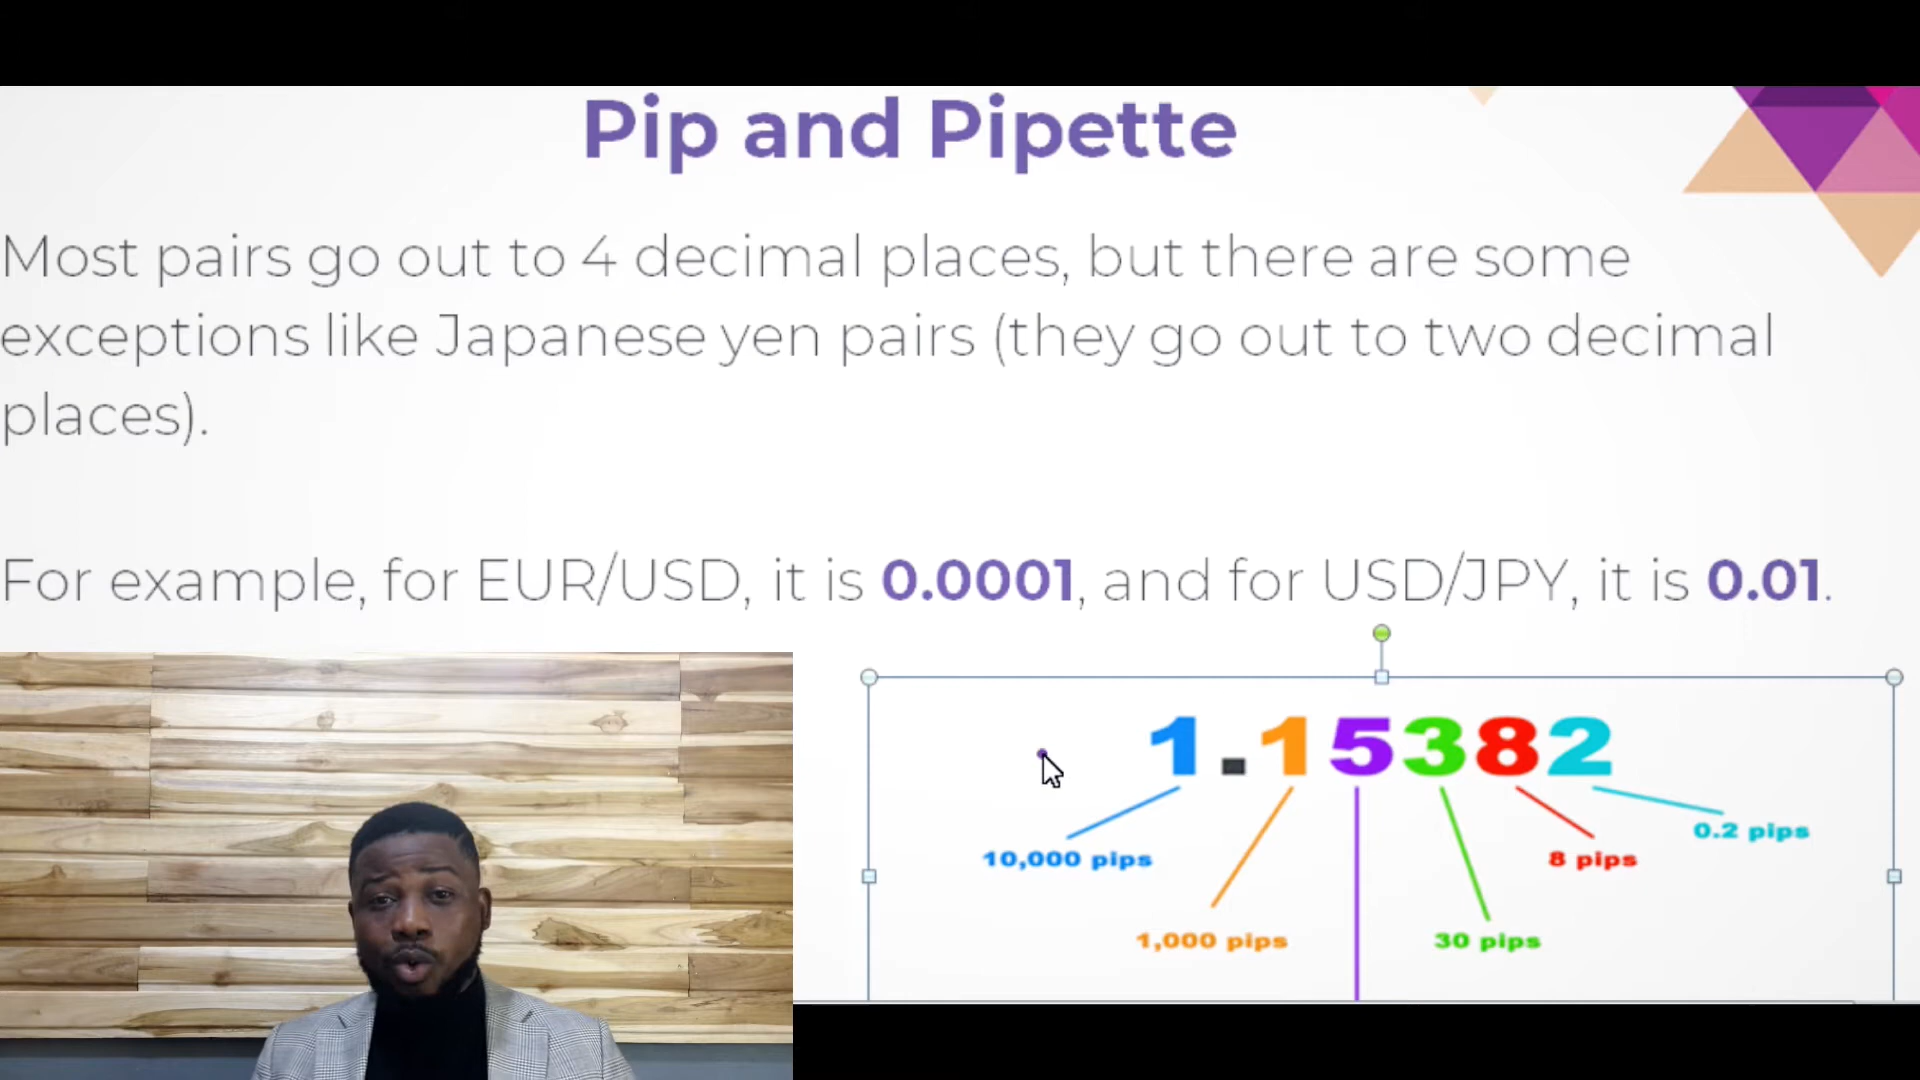 Pip and Pipette
Most pairs go out to 4 decimal places, but there are some
exceptions like Japanese yen pairs (they go out to two decimal
places).
For example, for EUR/USD, it is 0.0001, and for USD/JPY, it is 0.01.
1.15382
0.2 pips
10,000 pips
8 pips
1,000 pips
30 pips